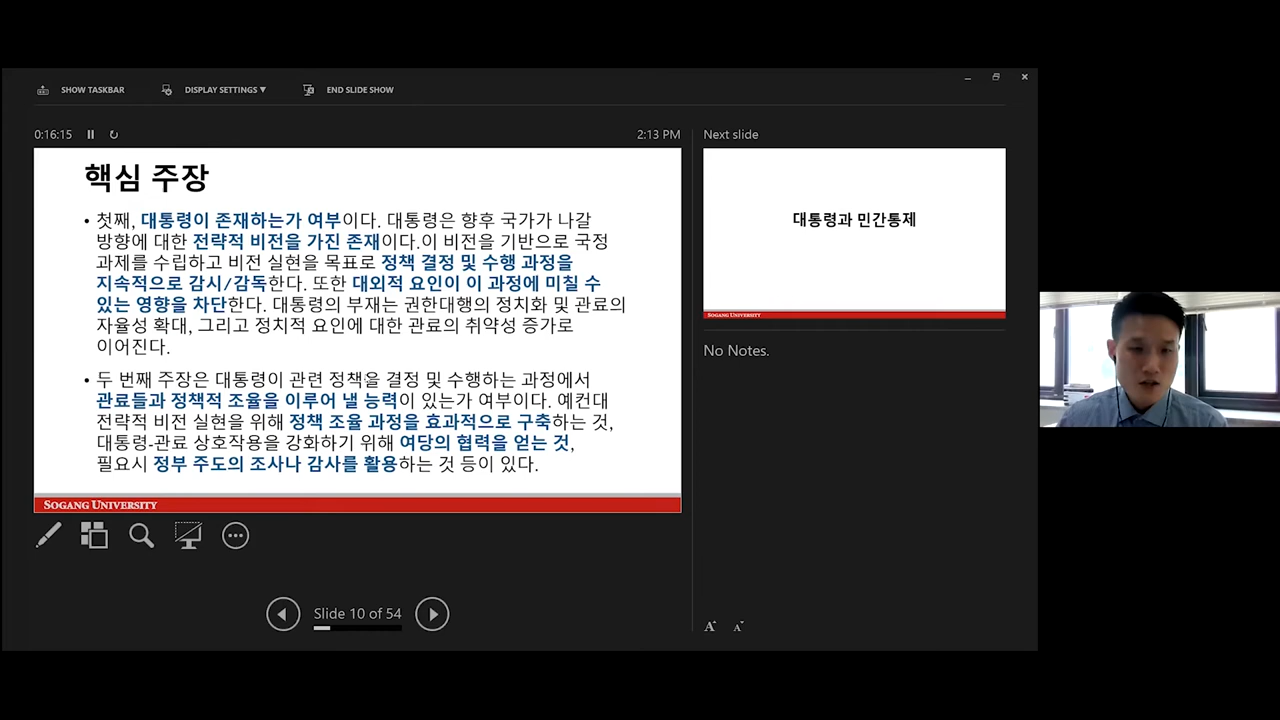 SHOW TASKBAR
DISPLAY SETTINGS ▼
END SLIDE SHOW
0:16:15
2:13 PM
핵심 주장
• 첫째, 대통령이 존재하는가 여부이다. 대통령은 향후 국가가 나갈
방향에 대한 전략적 비전을 가진 존재이다.이 비전을 기반으로 국정
과제를 수립하고 비전 실현을 목표로 정책 결정 및 수행 과정을
지속적으로 감시/감독한다. 또한 대외적 요인이 이 과정에 미칠 수
있는 영향을 차단한다. 대통령의 부재는 권한대행의 정치화 및 관료의
자율성 확대, 그리고 정치적 요인에 대한 관료의 취약성 증가로
이어진다.
• 두 번째 주장은 대통령이 관련 정책을 결정 및 수행하는 과정에서
관료들과 정책적 조율을 이루어 낼 능력이 있는가 여부이다. 예컨대
전략적 비전 실현을 위해 정책 조율 과정을 효과적으로 구축하는 것,
대통령-관료 상호작용을 강화하기 위해 여당의 협력을 얻는 것,
필요시 정부 주도의 조사나 감사를 활용하는 것 등이 있다.
SOGANG UNIVERSITY
Slide 10 of 54
Next slide
대통령과 민간통제
SOGANG UNIVERSITY
No Notes.
A A